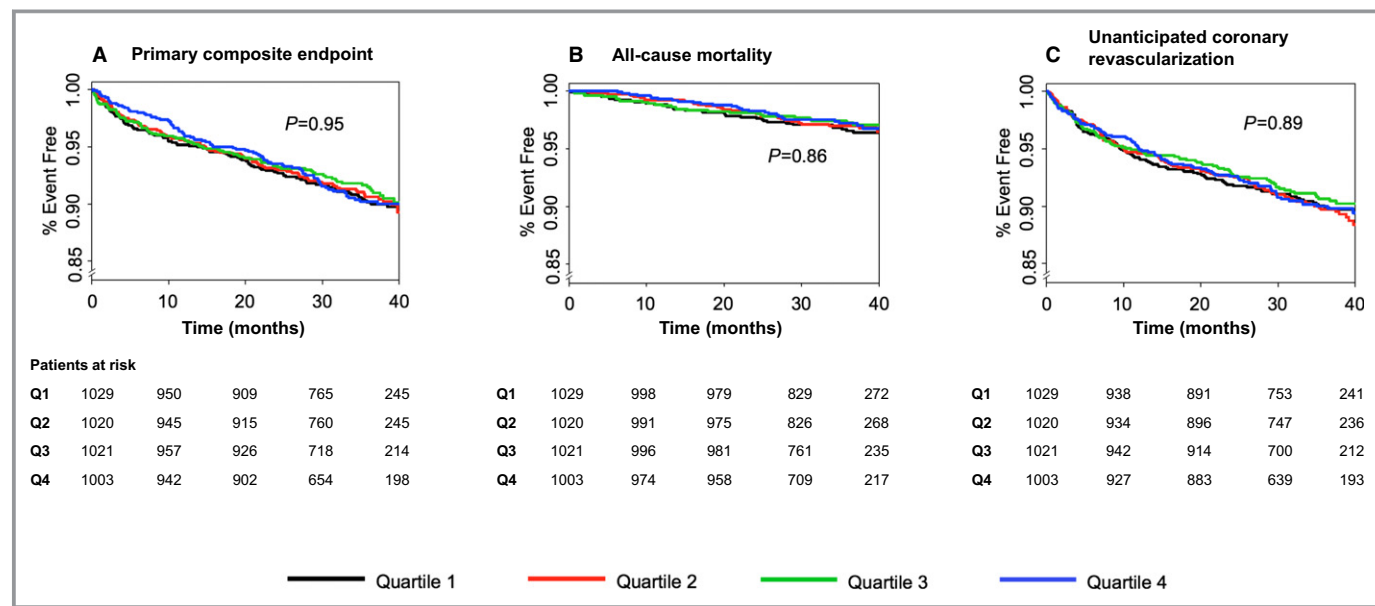 A Primary composite endpoint
1.00
0.95
0.90
0.85
% Event Free
P=0.95
0 10 20 30 40
Time (months)
B All-cause mortality
1.00
0.95
0.90
0.85
% Event Free
P=0.86
0 10 20 30 40
Time (months)
C Unanticipated coronary
revascularization
1.00
0.95
0.90
0.85
% Event Free
P=0.89
0 10 20 30 40
Time (months)
Patients at risk
Q1 1029 950 909 765 245
Q2 1020 945 915 760 245
Q3 1021 957 926 718 214
Q4 1003 942 902 654 198
Q1 1029 998 979 829 272
Q2 1020 991 975 826 268
Q3 1021 996 981 761 235
Q4 1003 974 958 709 217
Q1 1029 938 891 753 241
Q2 1020 934 896 747 236
Q3 1021 942 914 700 212
Q4 1003 927 883 639 193
Quartile 1 Quartile 2 Quartile 3 Quartile 4